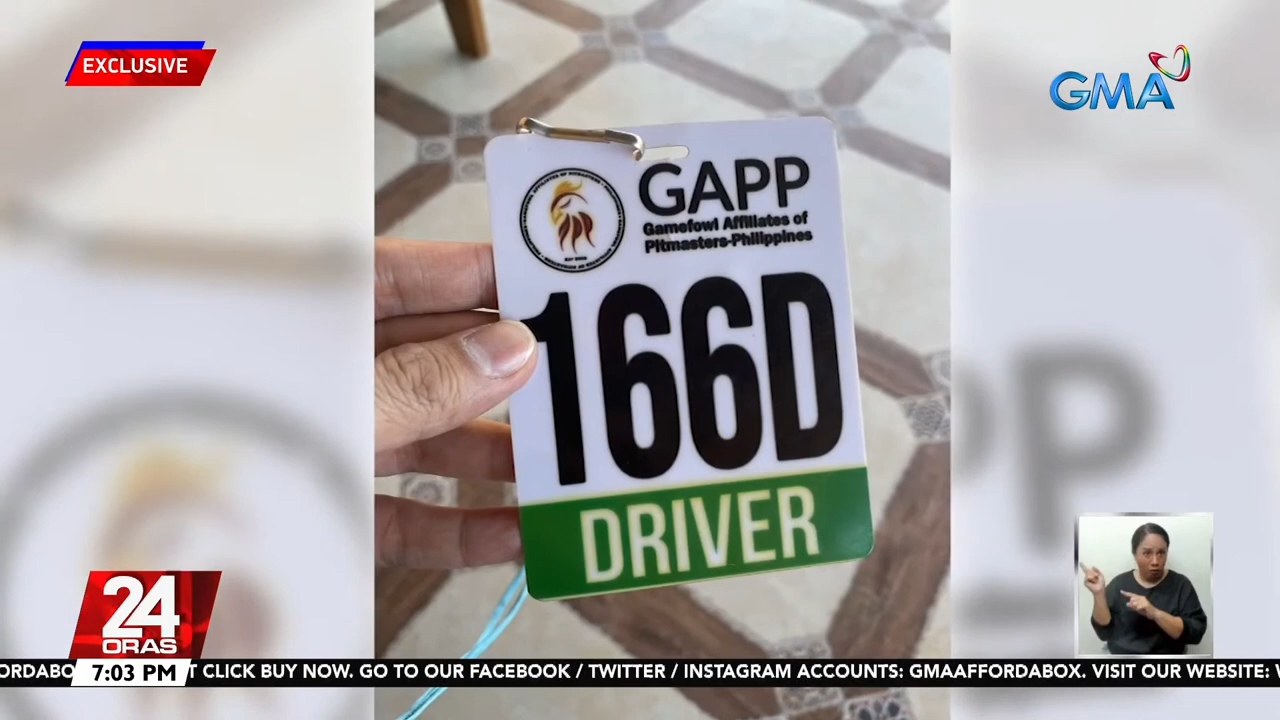 EXCLUSIVE
GMA
GAPP
Gamefowl Affiliates of
Pitmasters-Philippines
166D
DRIVER
24
ORAS
7:03 PM
T CLICK BUY NOW. GO TO OUR FACEBOOK / TWITTER / INSTAGRAM ACCOUNTS: GMAAFFORDABOX. VISIT OUR WEBSITE: